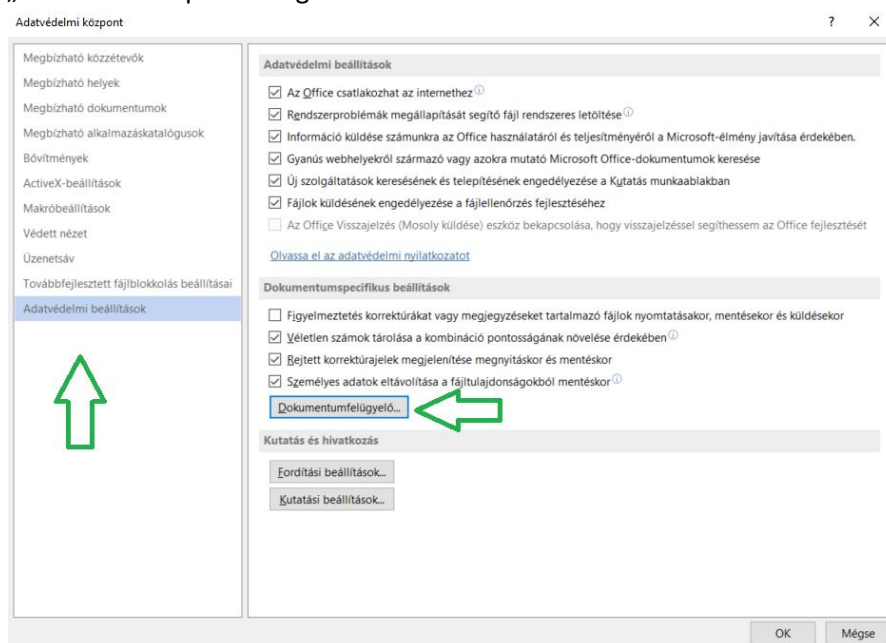 Adatvédelmi központ
? ×
Megbízható közzétevők
Megbízható helyek
Megbízható dokumentumok
Megbízható alkalmazáskatalógusok
Bővítmények
ActiveX-beállítások
Makróbeállítások
Védett nézet
Üzenetsáv
Továbbfejlesztett fájlblokkolás beállításai
Adatvédelmi beállítások
Adatvédelmi beállítások
Az Office csatlakozhat az internethez
Rendszerproblémák megállapítását segítő fájl rendszeres letöltése
Információ küldése számunkra az Office használatáról és teljesítményéről a Microsoft-élmény javítása érdekében.
Gyanús webhelyekről származó vagy azokra mutató Microsoft Office-dokumentumok keresése
Új szolgáltatások keresésének és telepítésének engedélyezése a Kutatás munkaablakban
Fájlok küldésének engedélyezése a fájlellenőrzés fejlesztéséhez
Az Office Visszajelzés (Mosoly küldése) eszköz bekapcsolása, hogy visszajelzéssel segíthessem az Office fejlesztését
Olvassa el az adatvédelmi nyilatkozatot
Dokumentumspecifikus beállítások
Figyelmeztetés korrektúrákat vagy megjegyzéseket tartalmazó fájlok nyomtatásakor, mentésekor és küldésekor
Véletlen számok tárolása a kombináció pontosságának növelése érdekében
Rejtett korrektúrajelek megjelenítése megnyitáskor és mentéskor
Személyes adatok eltávolítása a fájltulajdonságokból mentéskor
Dokumentumfelügyelő...
Kutatás és hivatkozás
Fordítási beállítások...
Kutatási beállítások...
OK
Mégse